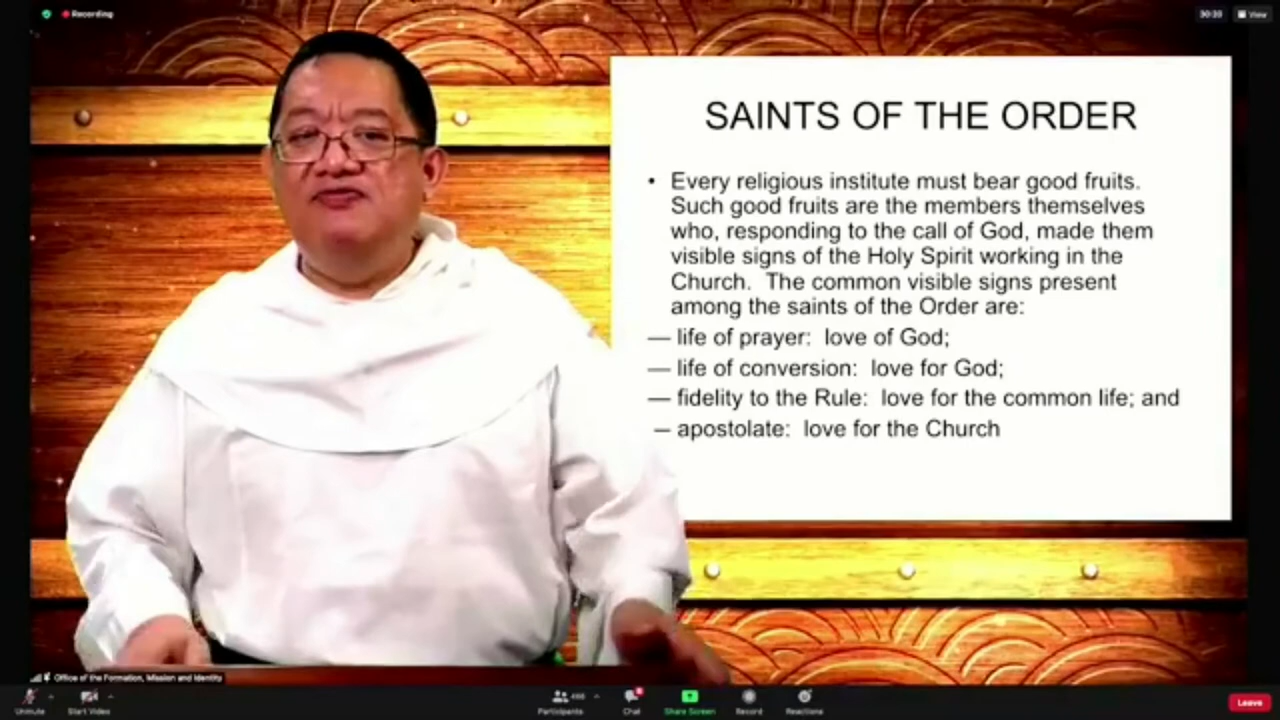 Recording
30:33
View
SAINTS OF THE ORDER
• Every religious institute must bear good fruits.
Such good fruits are the members themselves
who, responding to the call of God, made them
visible signs of the Holy Spirit working in the
Church. The common visible signs present
among the saints of the Order are:
— life of prayer: love of God;
— life of conversion: love for God;
— fidelity to the Rule: love for the common life; and
— apostolate: love for the Church
Office of the Formation, Mission and Identity
Unmute
Start Video
Participants
Chat
Share Screen
Record
Reactions
Leave